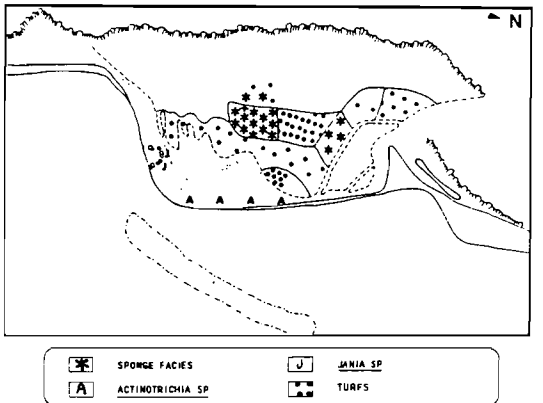 N
A A A A
SPONGE FACIES
JANIA SP
A ACTINOTRICHIA SP
TURFS